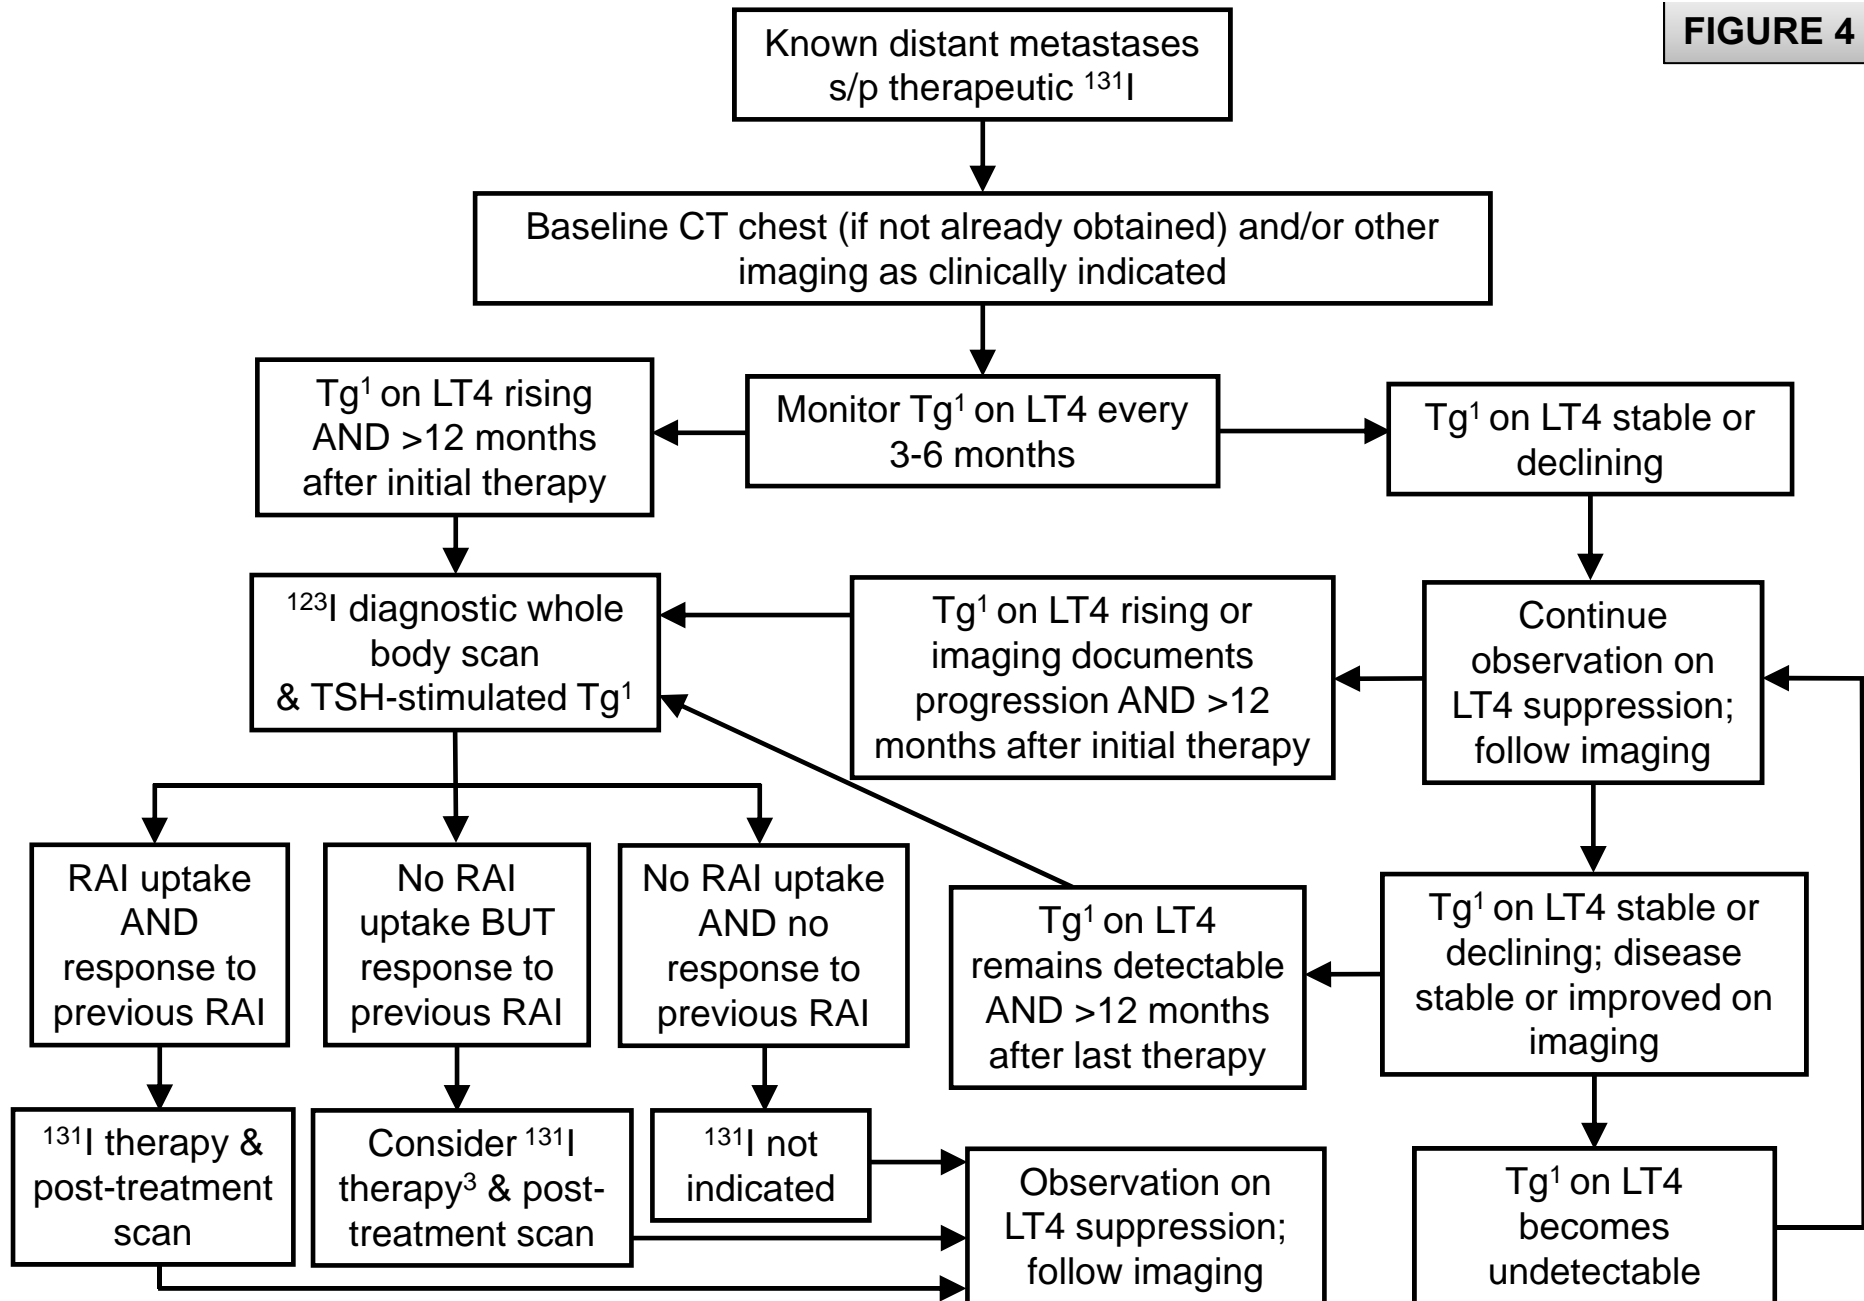 FIGURE 4
Known distant metastases
s/p therapeutic ¹³¹I
Baseline CT chest (if not already obtained) and/or other
imaging as clinically indicated
Tg¹ on LT4 rising
AND >12 months
after initial therapy
Monitor Tg¹ on LT4 every
3-6 months
Tg¹ on LT4 stable or
declining
¹²³I diagnostic whole
body scan
& TSH-stimulated Tg¹
Tg¹ on LT4 rising or
imaging documents
progression AND >12
months after initial therapy
Continue
observation on
LT4 suppression;
follow imaging
RAI uptake
AND
response to
previous RAI
No RAI
uptake BUT
response to
previous RAI
No RAI uptake
AND no
response to
previous RAI
Tg¹ on LT4
remains detectable
AND >12 months
after last therapy
Tg¹ on LT4 stable or
declining; disease
stable or improved on
imaging
¹³¹I therapy &
post-treatment
scan
Consider ¹³¹I
therapy³ & post-
treatment scan
¹³¹I not
indicated
Observation on
LT4 suppression;
follow imaging
Tg¹ on LT4
becomes
undetectable